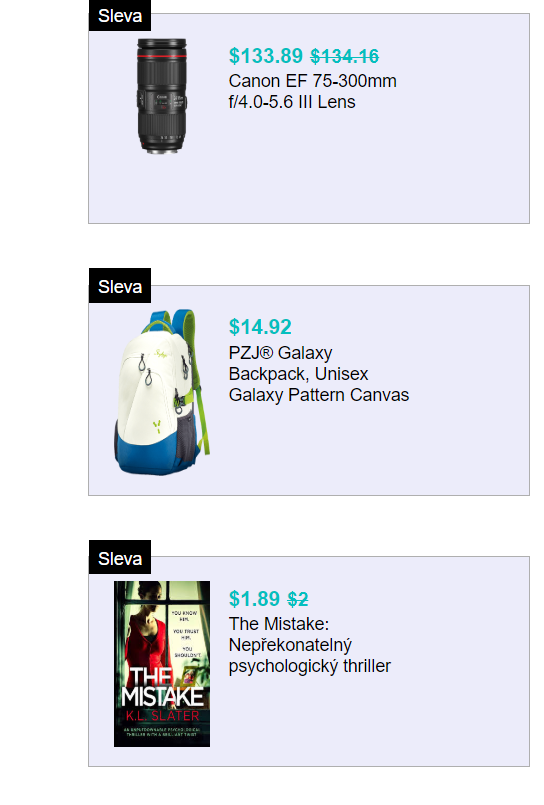 Sleva
$133.89 $134.16
Canon EF 75-300mm
f/4.0-5.6 III Lens
Canon
Sleva
$14.92
PZJ® Galaxy
Backpack, Unisex
Galaxy Pattern Canvas
Sleva
$1.89 $2
The Mistake:
Nepřekonatelný
psychologický thriller
YOU KNOW
HIM.
YOU TRUST
HIM.
YOU
SHOULDN'T.
THE
MISTAKE
K.L. SLATER
AN UNPUTDOWNABLE PSYCHOLOGICAL
THRILLER WITH A BRILLIANT TWIST